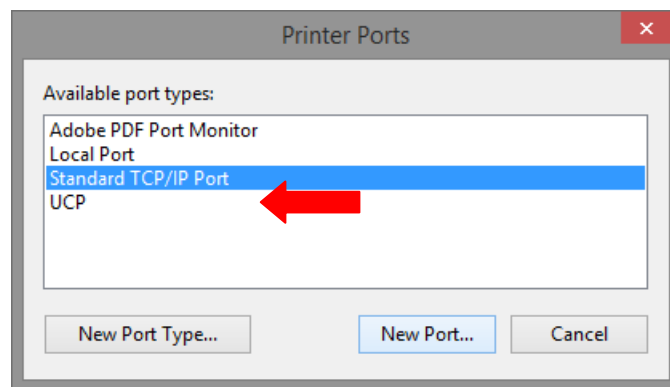 Printer Ports
Available port types:
Adobe PDF Port Monitor
Local Port
Standard TCP/IP Port
UCP
New Port Type... New Port... Cancel